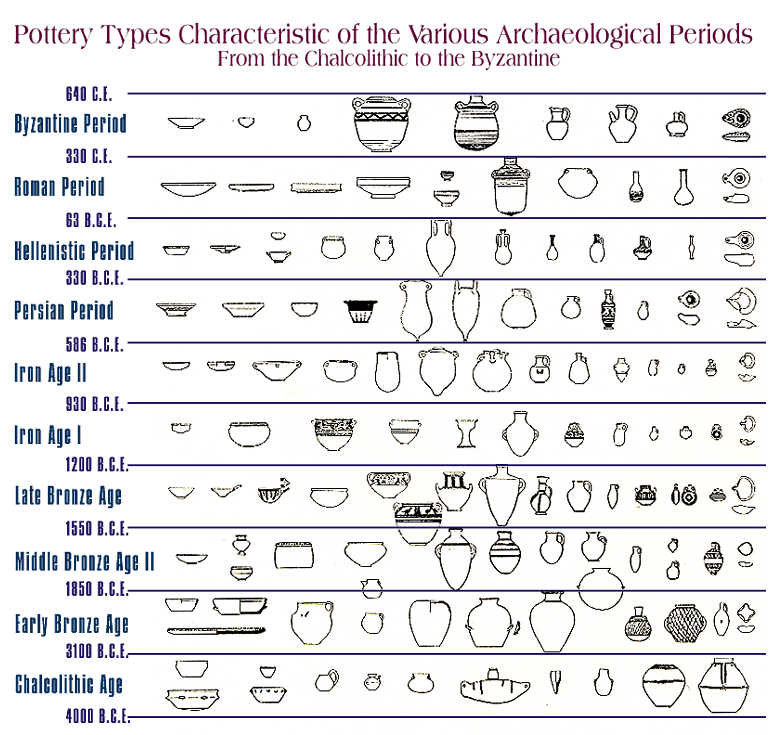 Pottery Types Characteristic of the Various Archaeological Periods
From the Chalcolithic to the Byzantine
640 C.E.
Byzantine Period
330 C.E.
Roman Period
63 B.C.E.
Hellenistic Period
330 B.C.E.
Persian Period
586 B.C.E.
Iron Age II
930 B.C.E.
Iron Age I
1200 B.C.E.
Late Bronze Age
1550 B.C.E.
Middle Bronze Age II
1850 B.C.E.
Early Bronze Age
3100 B.C.E.
Chalcolithic Age
4000 B.C.E.